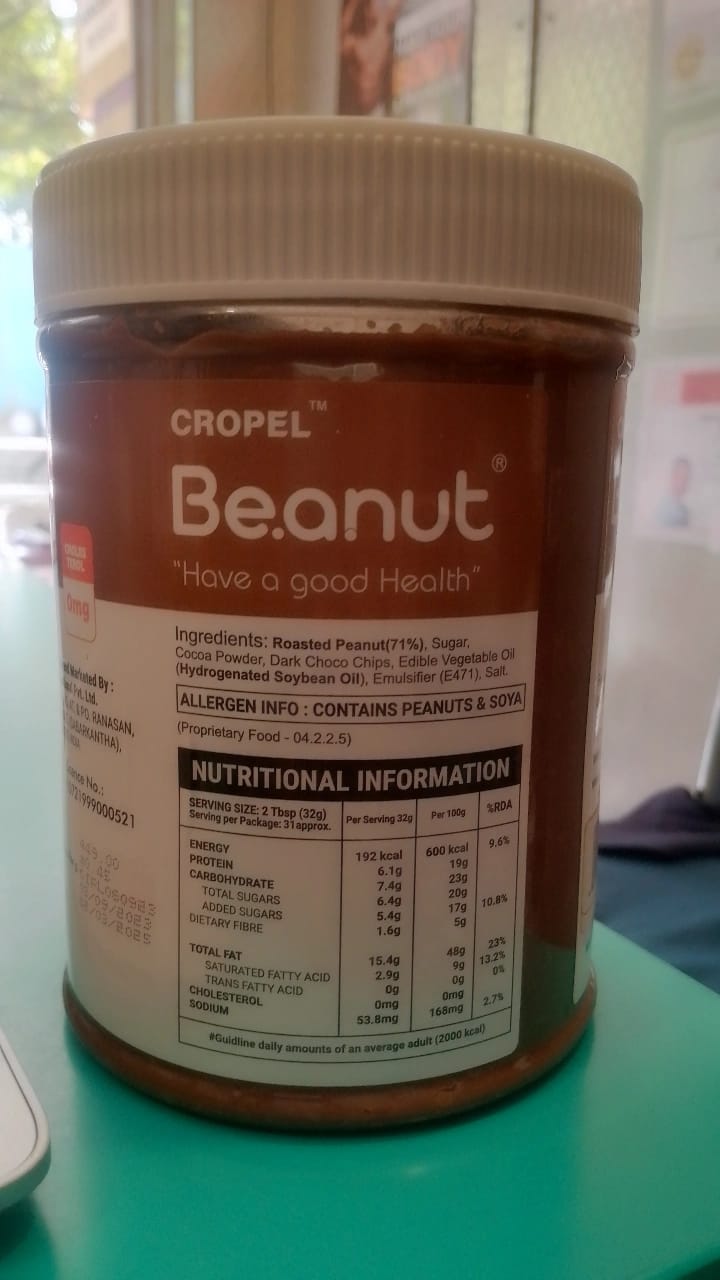 CROPEL™
Be.anut®
"Have a good Health"
CHOLES
TEROL
0mg
Ingredients: Roasted Peanut(71%), Sugar,
Cocoa Powder, Dark Choco Chips, Edible Vegetable Oil
(Hydrogenated Soybean Oil), Emulsifier (E471), Salt.
ALLERGEN INFO : CONTAINS PEANUTS & SOYA
(Proprietary Food - 04.2.2.5)
NUTRITIONAL INFORMATION
SERVING SIZE: 2 Tbsp (32g) Per Serving 32g Per 100g %RDA
Serving per Package: 31approx.
ENERGY 192 kcal 600 kcal 9.6%
PROTEIN 6.1g 19g
CARBOHYDRATE 7.4g 23g
TOTAL SUGARS 6.4g 20g
ADDED SUGARS 5.4g 17g 10.8%
DIETARY FIBRE 1.6g 5g
TOTAL FAT 15.4g 48g 23%
SATURATED FATTY ACID 2.9g 9g 13.2%
TRANS FATTY ACID 0g 0g 0%
CHOLESTEROL 0mg 0mg
SODIUM 53.8mg 168mg 2.7%
#Guidline daily amounts of an average adult (2000 kcal)
Marketed By :
Pvt. Ltd.
PO. RANASAN,
(SABARKANTHA),
No.:
0721999000521